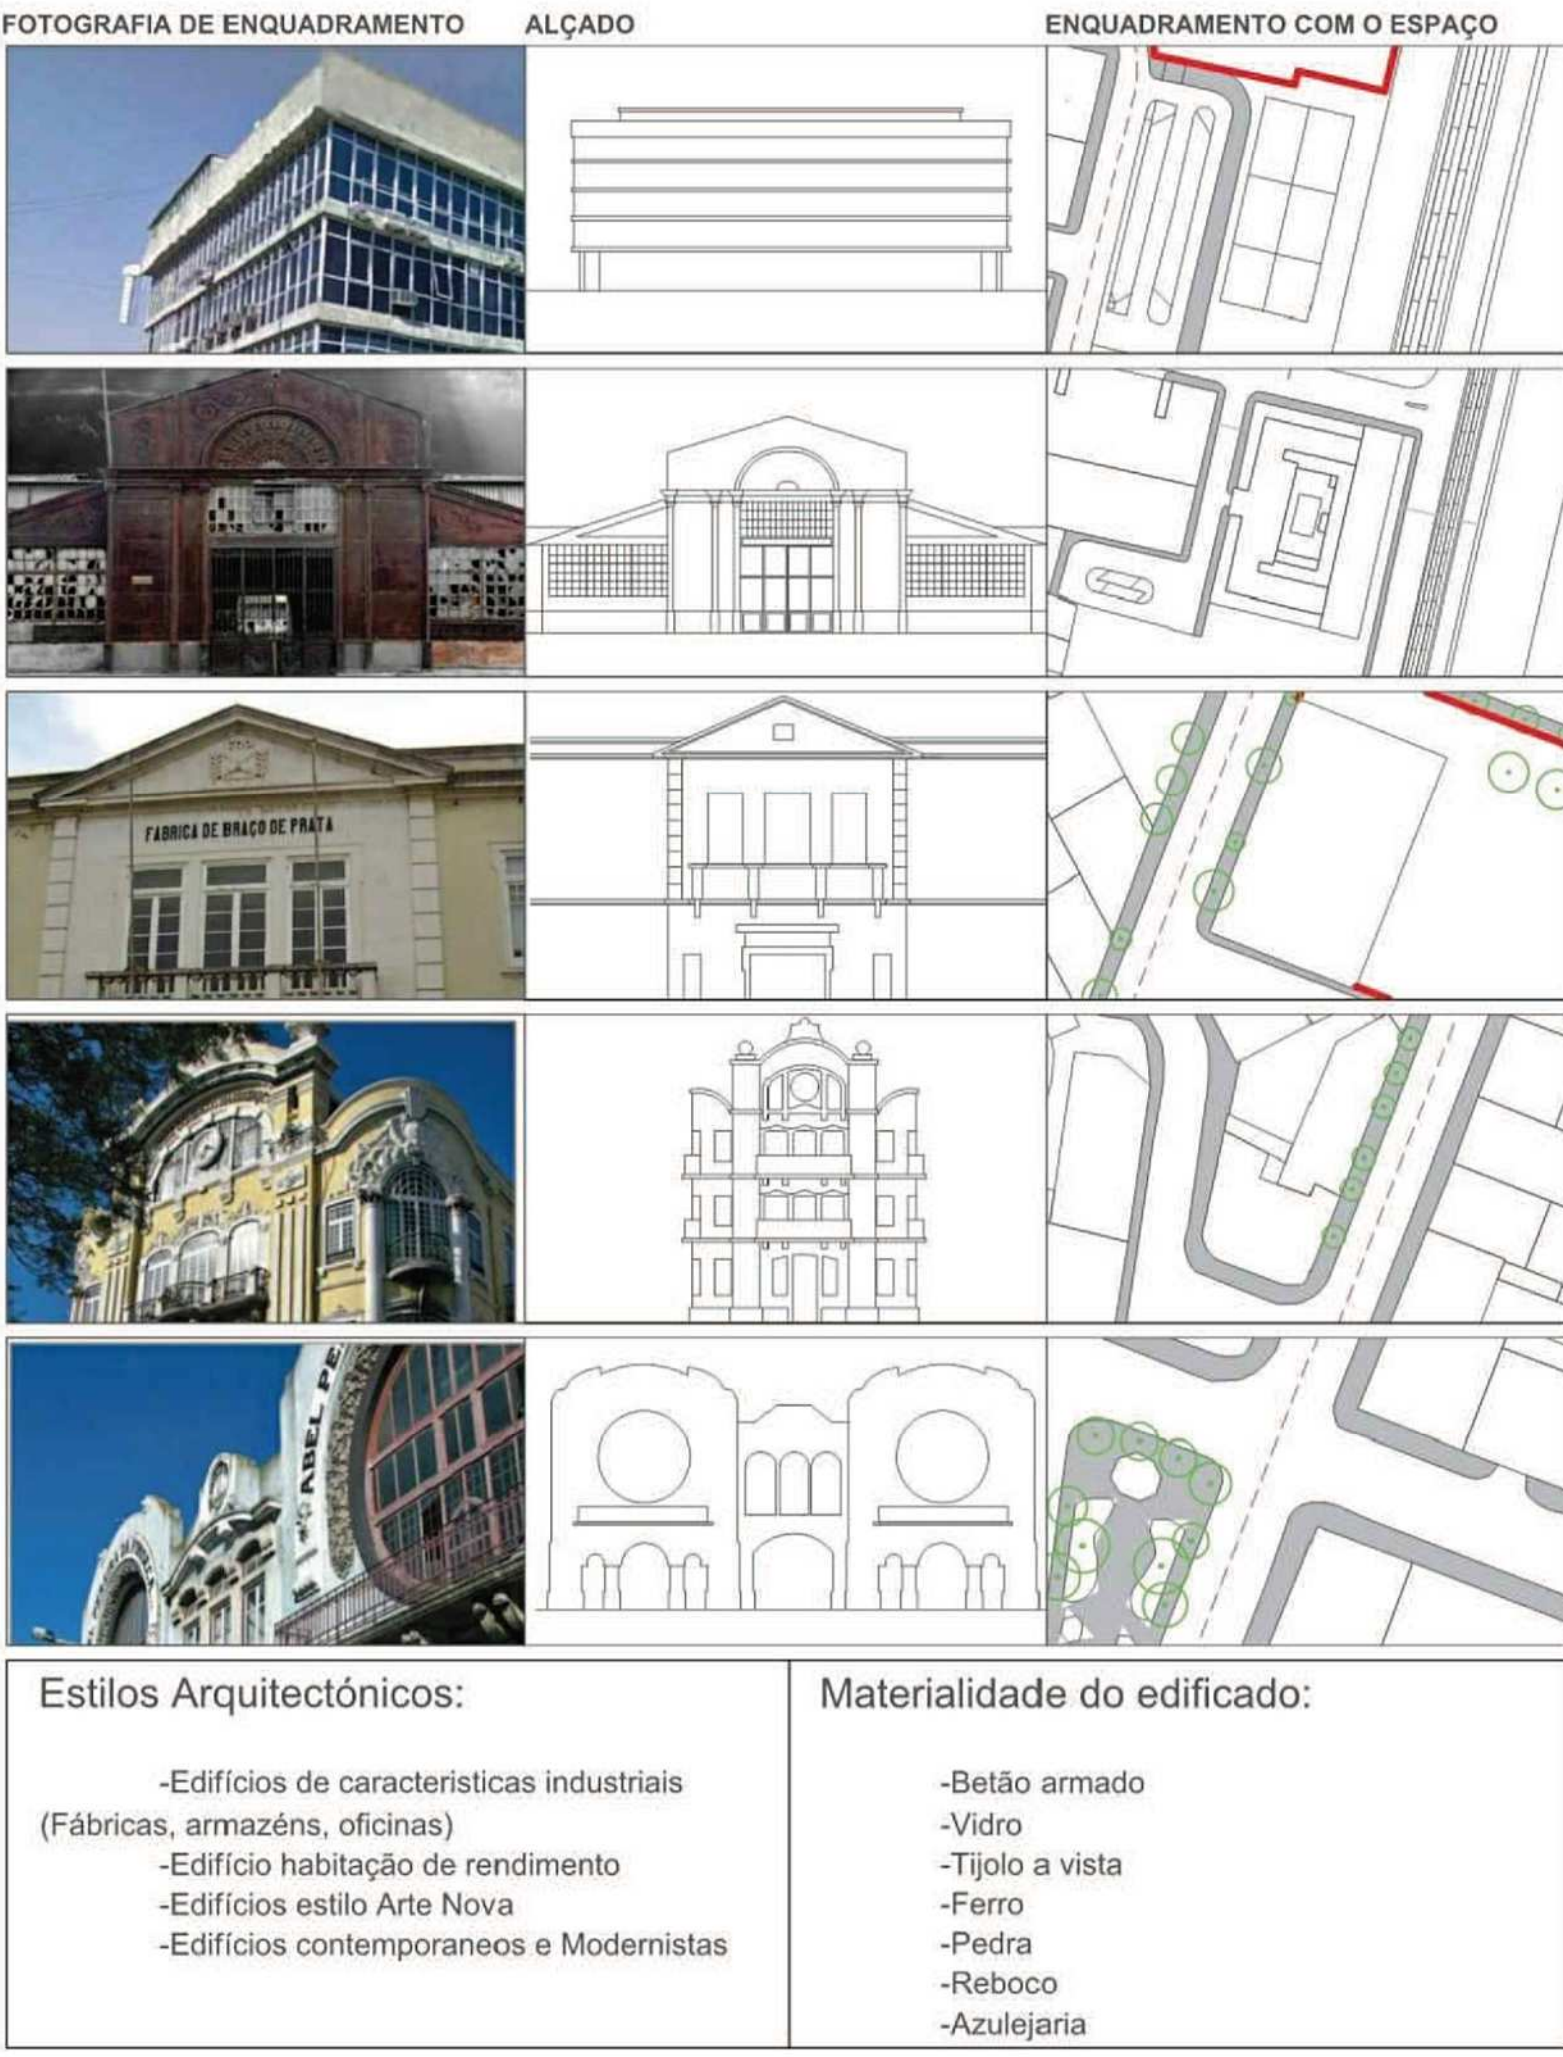 FOTOGRAFIA DE ENQUADRAMENTO
ALÇADO
ENQUADRAMENTO COM O ESPAÇO
FABRICA DE BRAÇO DE PRATA
ABEL PE
Estilos Arquitectónicos:
-Edifícios de caracteristicas industriais
(Fábricas, armazéns, oficinas)
-Edifício habitação de rendimento
-Edifícios estilo Arte Nova
-Edifícios contemporaneos e Modernistas
Materialidade do edificado:
-Betão armado
-Vidro
-Tijolo a vista
-Ferro
-Pedra
-Reboco
-Azulejaria